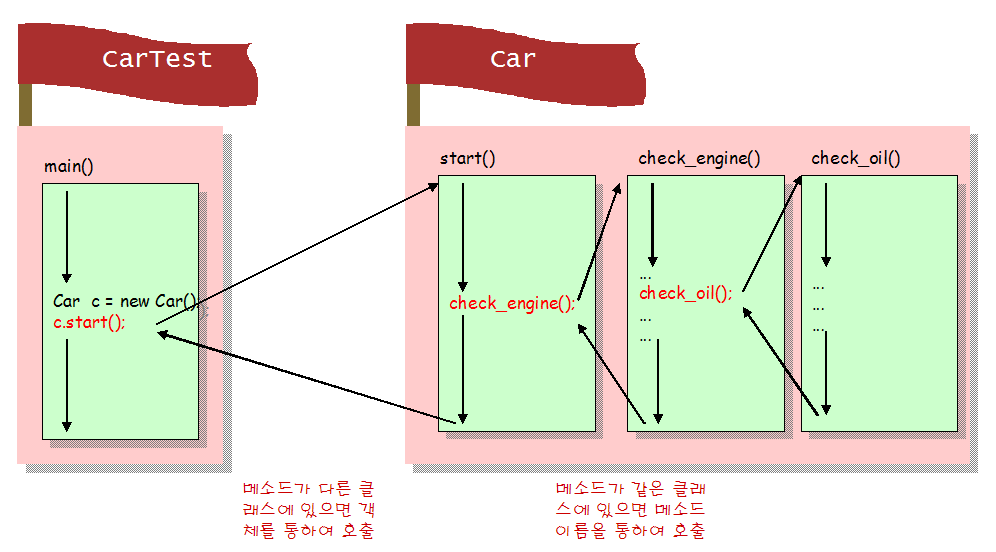 CarTest
Car
main()
Car c = new Car();
c.start();
start()
check_engine();
check_engine()
...
check_oil();
...
...
check_oil()
...
...
...
메소드가 다른 클
래스에 있으면 객
체를 통하여 호출
메소드가 같은 클래
스에 있으면 메소드
이름을 통하여 호출